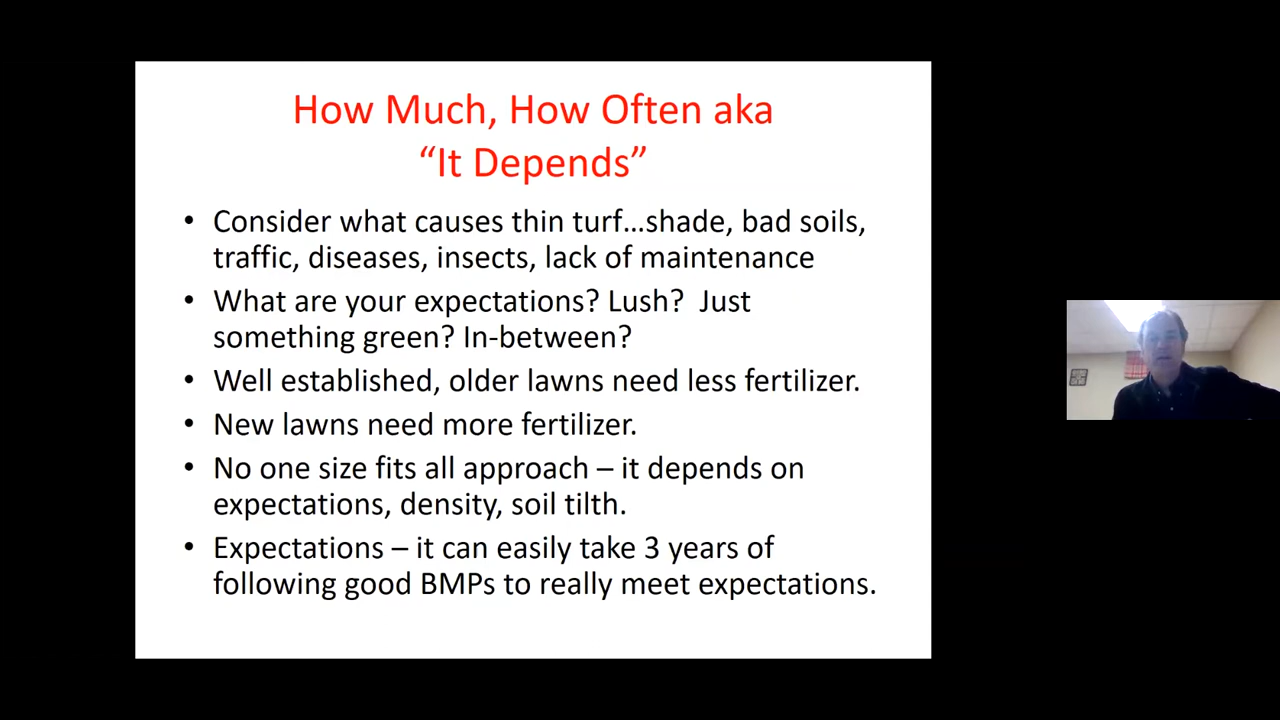 How Much, How Often aka
“It Depends”
• Consider what causes thin turf…shade, bad soils,
traffic, diseases, insects, lack of maintenance
• What are your expectations? Lush?  Just
something green? In-between?
• Well established, older lawns need less fertilizer.
• New lawns need more fertilizer.
• No one size fits all approach – it depends on
expectations, density, soil tilth.
• Expectations – it can easily take 3 years of
following good BMPs to really meet expectations.